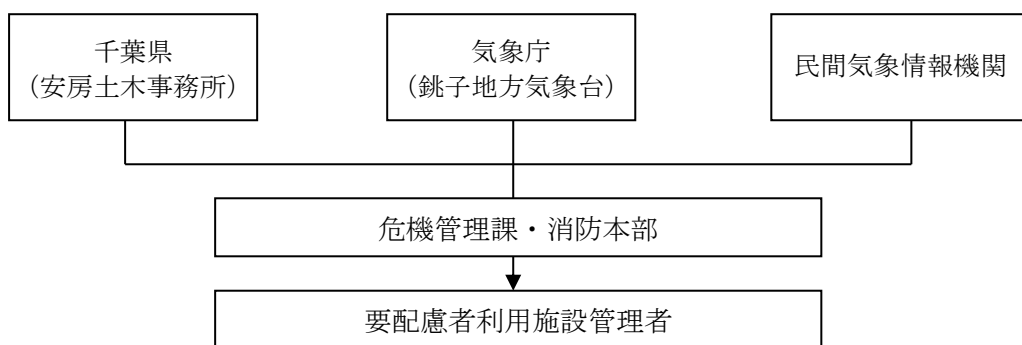 千葉県
（安房土木事務所）
気象庁
（銚子地方気象台）
民間気象情報機関
危機管理課・消防本部
要配慮者利用施設管理者